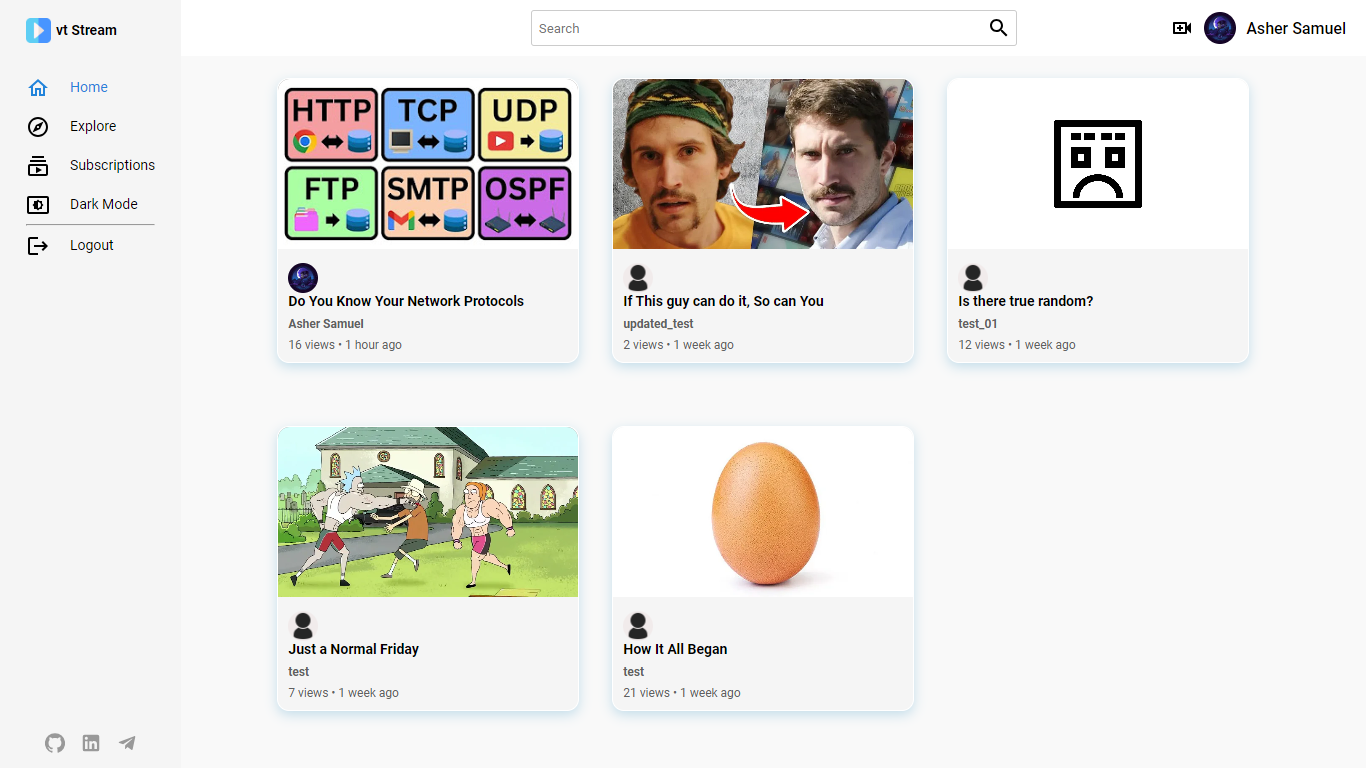 vt Stream
Search
Asher Samuel
Home
Explore
Subscriptions
Dark Mode
Logout
HTTP TCP UDP
FTP SMTP OSPF
Do You Know Your Network Protocols
Asher Samuel
16 views • 1 hour ago
If This guy can do it, So can You
updated_test
2 views • 1 week ago
Is there true random?
test_01
12 views • 1 week ago
Just a Normal Friday
test
7 views • 1 week ago
How It All Began
test
21 views • 1 week ago